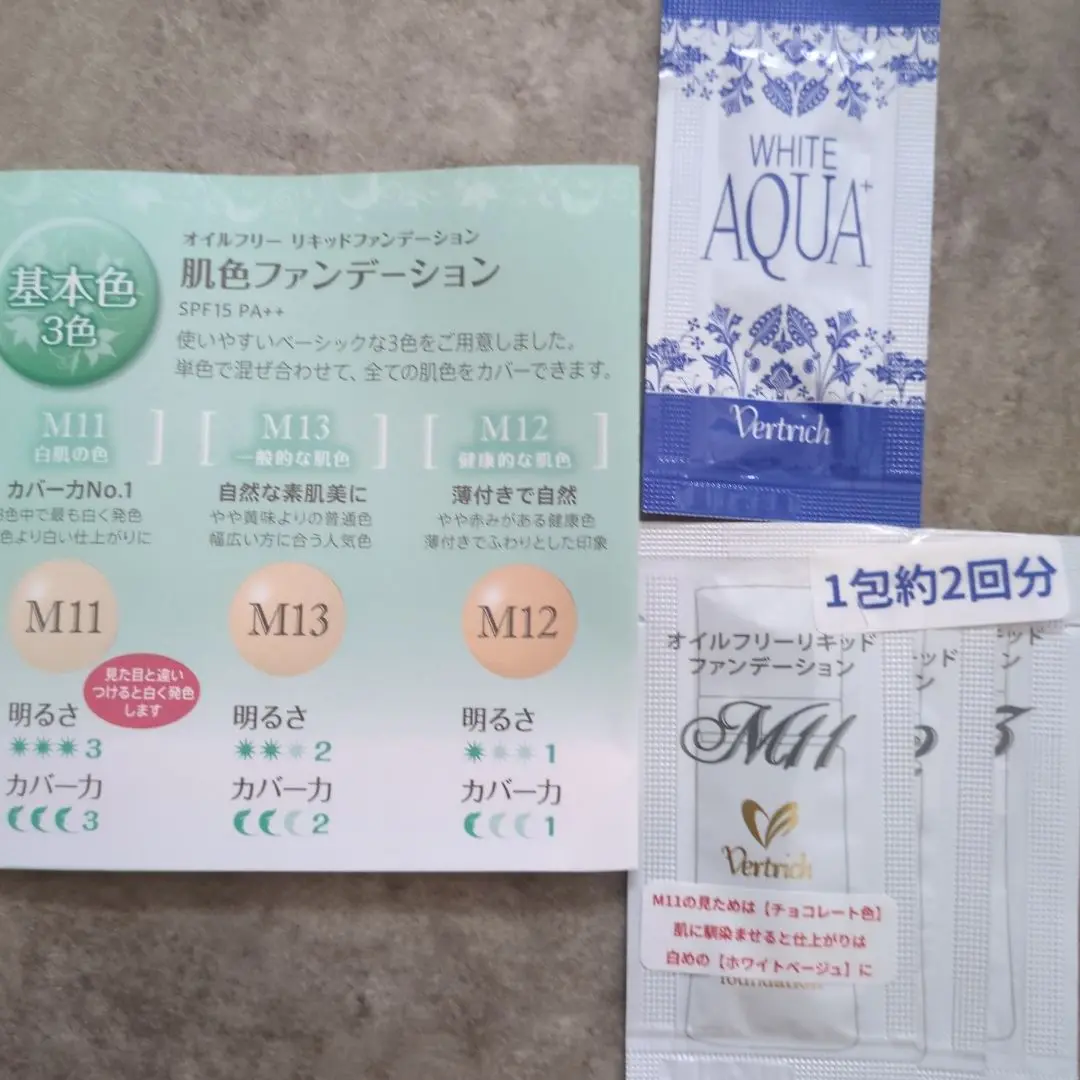 基本色
3色
オイルフリー リキッドファンデーション
肌色ファンデーション
SPF15 PA++
使いやすいベーシックな3色をご用意しました。
単色で混ぜ合わせて、全ての肌色をカバーできます。
M11
白肌の色
カバー力No.1
3色中で最も白く発色
色より白い仕上がりに
M11
見た目と違い
つけると白く発色
します
明るさ
3
カバー力
3
M13
一般的な肌色
自然な素肌美に
やや黄味よりの普通色
幅広い方に合う人気色
M13
明るさ
2
カバー力
2
M12
健康的な肌色
薄付きで自然
やや赤みがある健康色
薄付きでふわりとした印象
M12
明るさ
1
カバー力
1
WHITE
AQUA+
Vertrich
1包約2回分
オイルフリーリキッド
ファンデーション
M11
Vertrich
M11の見ためは【チョコレート色】
肌に馴染ませると仕上がりは
白めの【ホワイトベージュ】に
foundation
キッド
ン
ッド
ン
3